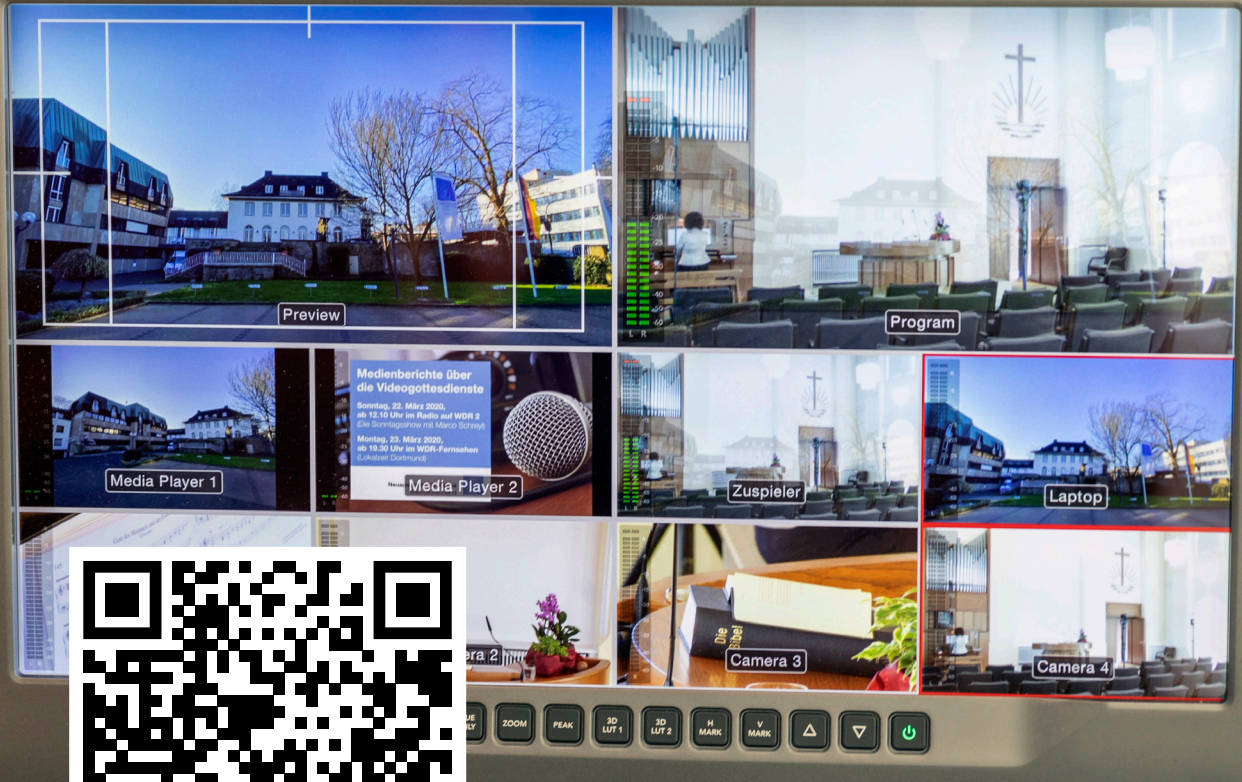 Preview
Program
L R
Media Player 1
Medienberichte über
die Videogottesdienste
Sonntag, 22. März 2020,
ab 12.10 Uhr im Radio auf WDR 2
(Die Sonntagsshow mit Marco Schreyl)
Montag, 23. März 2020,
ab 19.30 Uhr im WDR-Fernsehen
(Lokalzeit Dortmund)
Media Player 2
Zuspieler
Laptop
era 2
Die
Bibel
Camera 3
Camera 4
ZOOM
PEAK
3D
LUT 1
3D
LUT 2
H
MARK
V
MARK